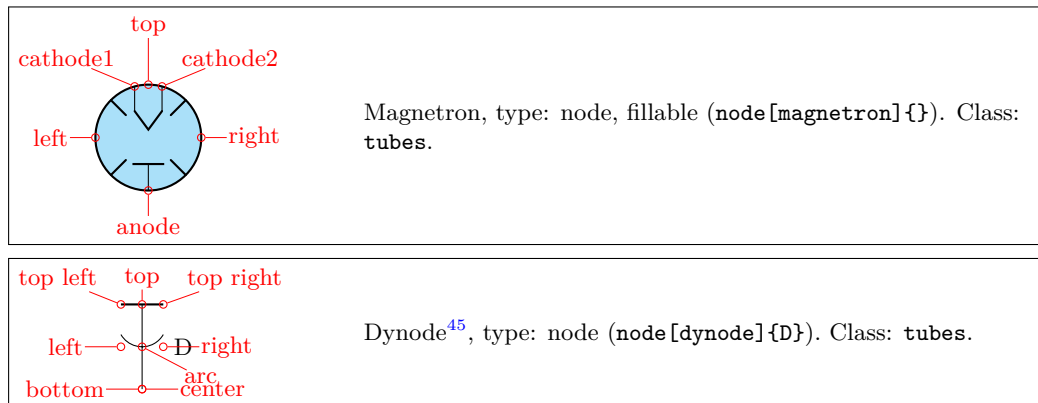 top
cathode1 cathode2
left right
anode
Magnetron, type: node, fillable (node[magnetron]{}). Class:
tubes.
top left top top right
left D right
arc
bottom center
Dynode45, type: node (node[dynode]{D}). Class: tubes.